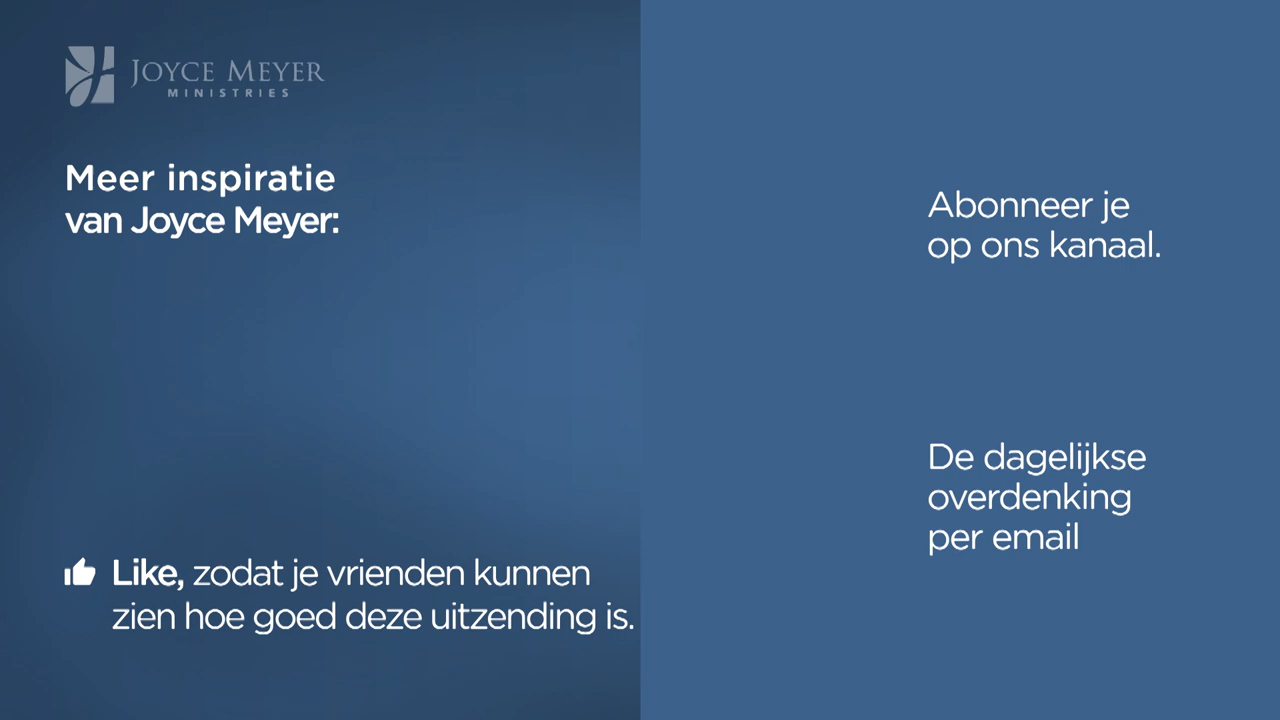 JOYCE MEYER
MINISTRIES
Meer inspiratie
van Joyce Meyer:
Abonneer je
op ons kanaal.
De dagelijkse
overdenking
per email
Like, zodat je vrienden kunnen
zien hoe goed deze uitzending is.